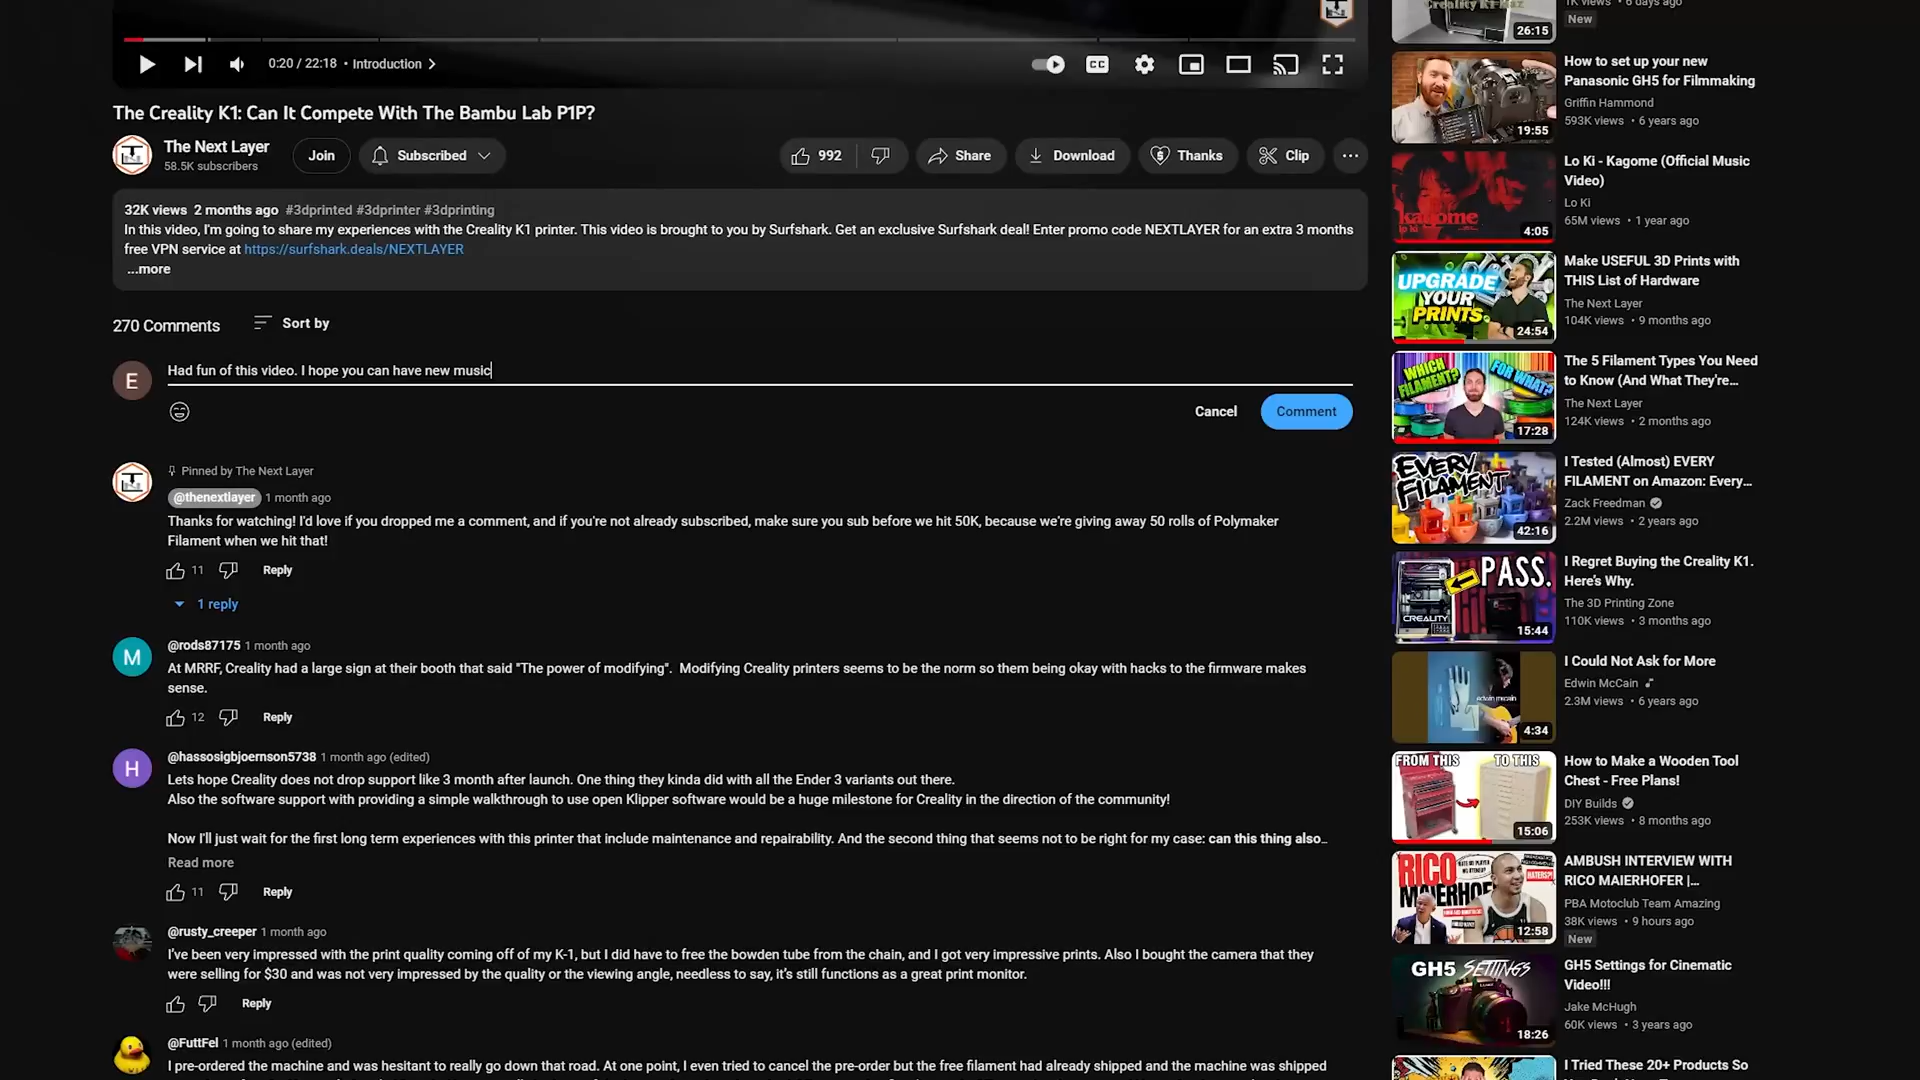 0:20 / 22:18 • Introduction
CC
The Creality K1: Can It Compete With The Bambu Lab P1P?
The Next Layer
58.5K subscribers
Join
Subscribed
992
Share
Download
Thanks
Clip
32K views 2 months ago #3dprinted #3dprinter #3dprinting
In this video, I'm going to share my experiences with the Creality K1 printer. This video is brought to you by Surfshark. Get an exclusive Surfshark deal! Enter promo code NEXTLAYER for an extra 3 months
free VPN service at https://surfshark.deals/NEXTLAYER
...more
270 Comments
Sort by
E
Had fun of this video. I hope you can have new music
Cancel
Comment
Pinned by The Next Layer
@thenextlayer 1 month ago
Thanks for watching! I'd love if you dropped me a comment, and if you're not already subscribed, make sure you sub before we hit 50K, because we're giving away 50 rolls of Polymaker
Filament when we hit that!
11
Reply
1 reply
M
@rods87175 1 month ago
At MRRF, Creality had a large sign at their booth that said "The power of modifying". Modifying Creality printers seems to be the norm so them being okay with hacks to the firmware makes
sense.
12
Reply
H
@hassosigbjoernson5738 1 month ago (edited)
Lets hope Creality does not drop support like 3 month after launch. One thing they kinda did with all the Ender 3 variants out there.
Also the software support with providing a simple walkthrough to use open Klipper software would be a huge milestone for Creality in the direction of the community!
Now I'll just wait for the first long term experiences with this printer that include maintenance and repairability. And the second thing that seems not to be right for my case: can this thing also...
Read more
11
Reply
@rusty_creeper 1 month ago
I've been very impressed with the print quality coming off of my K-1, but I did have to free the bowden tube from the chain, and I got very impressive prints. Also I bought the camera that they
were selling for $30 and was not very impressed by the quality or the viewing angle, needless to say, it's still functions as a great print monitor.
Reply
@FuttFel 1 month ago (edited)
I pre-ordered the machine and was hesitant to really go down that road. At one point, I even tried to cancel the pre-order but the free filament had already shipped and the machine was shipped
Creality K1 Max
26:15
1K views • 6 days ago
New
19:55
How to set up your new
Panasonic GH5 for Filmmaking
Griffin Hammond
593K views • 6 years ago
kagome
lo ki
4:05
Lo Ki - Kagome (Official Music
Video)
Lo Ki
65M views • 1 year ago
UPGRADE
YOUR
PRINTS
24:54
Make USEFUL 3D Prints with
THIS List of Hardware
The Next Layer
104K views • 9 months ago
WHICH
FILAMENT?
FOR WHAT?
17:28
The 5 Filament Types You Need
to Know (And What They're...
The Next Layer
124K views • 2 months ago
EVERY
FILAMENT
42:16
I Tested (Almost) EVERY
FILAMENT on Amazon: Every...
Zack Freedman
2.2M views • 2 years ago
PASS.
CREALITY
15:44
I Regret Buying the Creality K1.
Here's Why.
The 3D Printing Zone
110K views • 3 months ago
edwin mccain
4:34
I Could Not Ask for More
Edwin McCain
2.3M views • 6 years ago
FROM THIS
TO THIS
15:06
How to Make a Wooden Tool
Chest - Free Plans!
DIY Builds
253K views • 8 months ago
RICO
MAIERHOFER
HATERS?!
12:58
AMBUSH INTERVIEW WITH
RICO MAIERHOFER |...
PBA Motoclub Team Amazing
38K views • 9 hours ago
New
GH5 SETTINGS
18:26
GH5 Settings for Cinematic
Video!!!
Jake McHugh
60K views • 3 years ago
I Tried These 20+ Products So